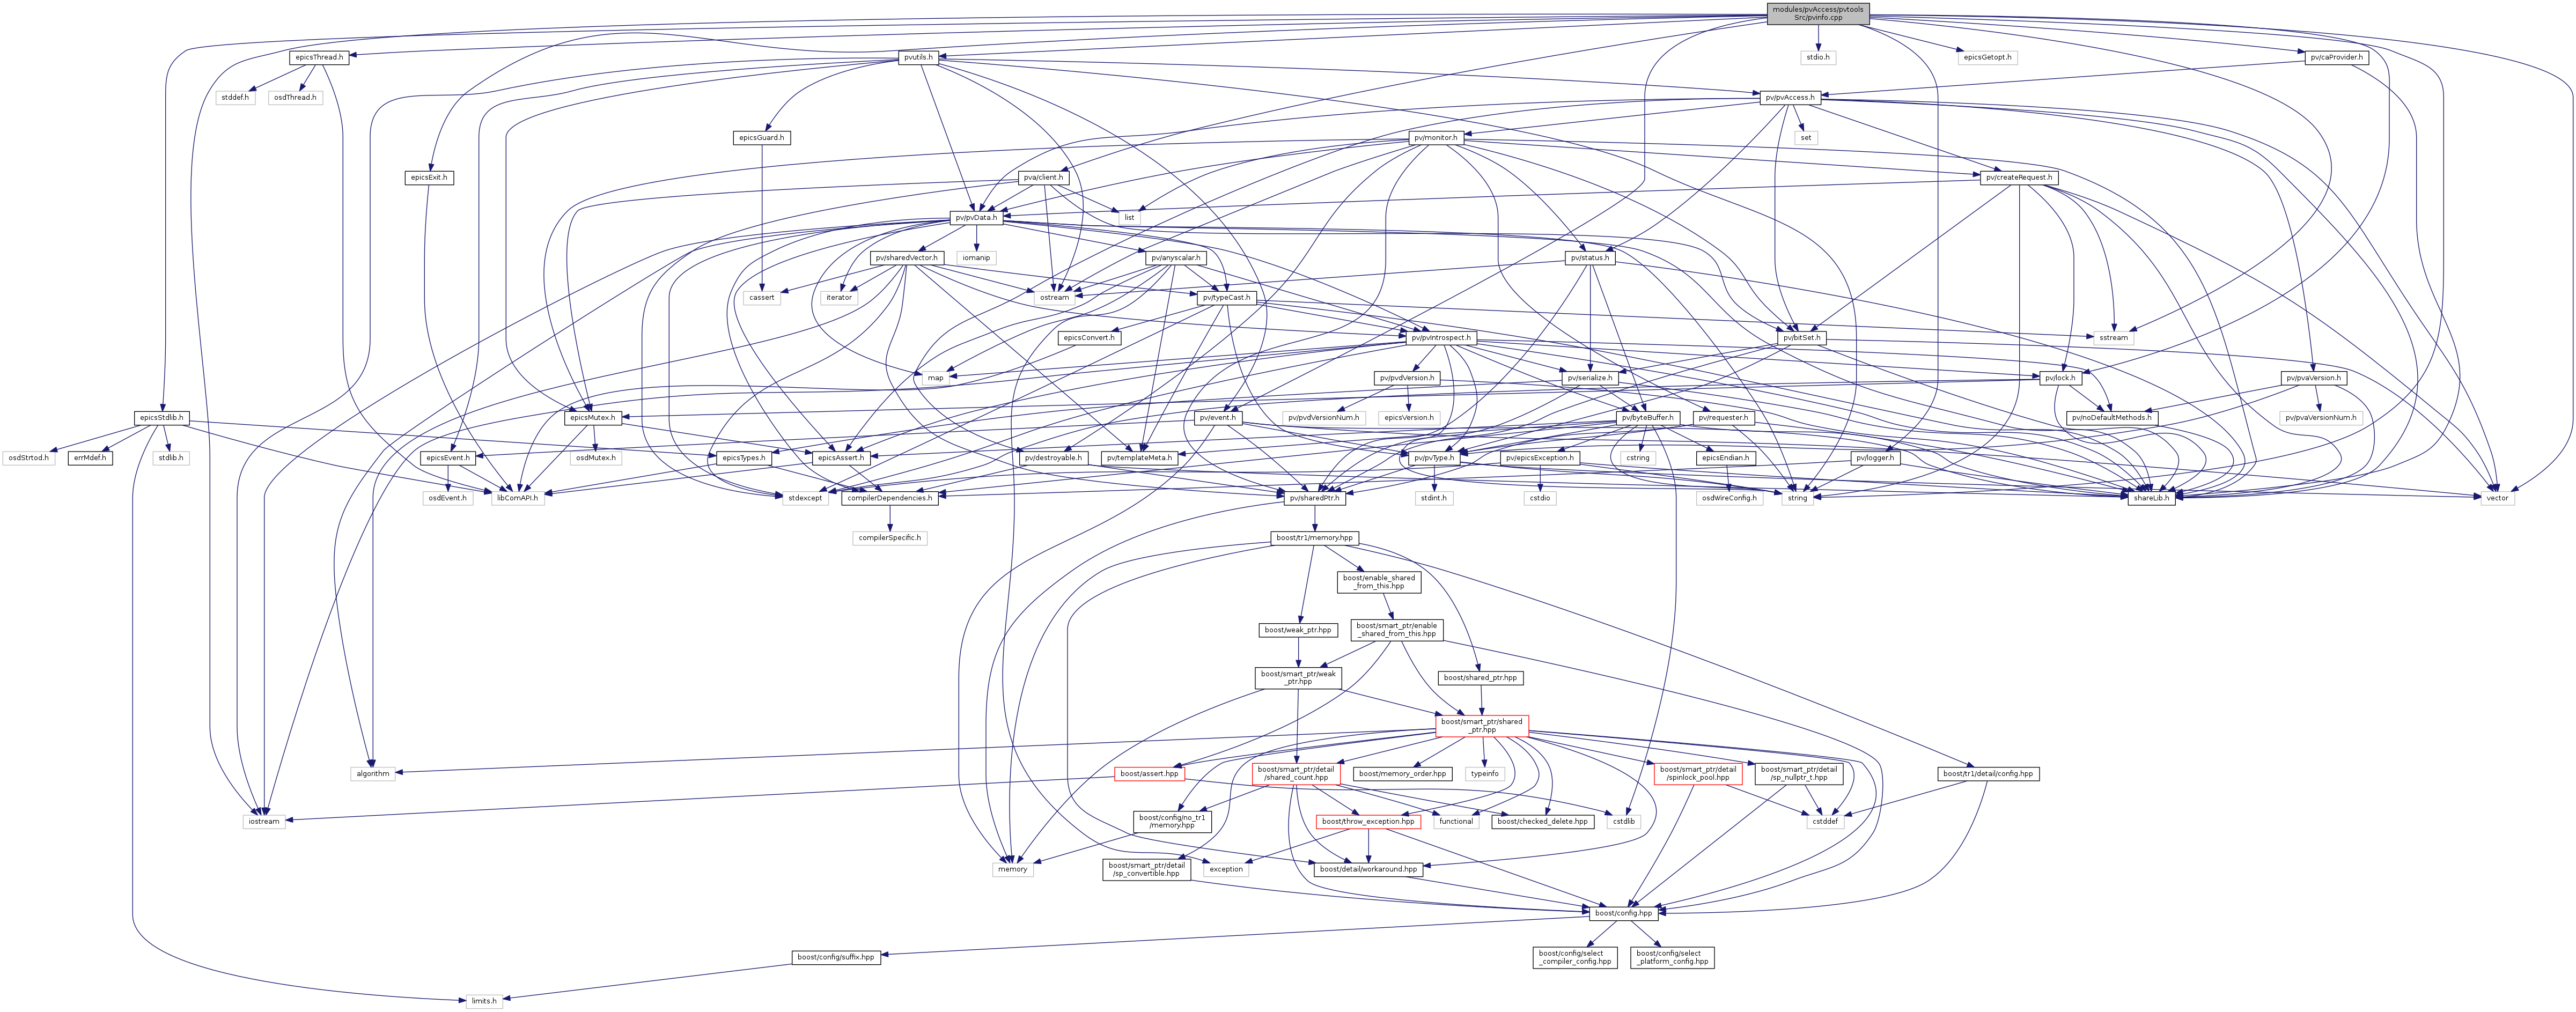 modules/pvAccess/pvtools
Src/pvinfo.cpp
epicsThread.h
pvutils.h
stdio.h
epicsGetopt.h
pv/caProvider.h
stddef.h
osdThread.h
pv/pvAccess.h
epicsGuard.h
pv/monitor.h
set
epicsExit.h
pva/client.h
pv/createRequest.h
pv/pvData.h
list
pv/sharedVector.h
iomanip
pv/anyscalar.h
pv/status.h
cassert
iterator
ostream
pv/typeCast.h
epicsConvert.h
pv/pvIntrospect.h
pv/bitSet.h
sstream
map
pv/pvdVersion.h
pv/serialize.h
pv/lock.h
pv/pvaVersion.h
epicsStdlib.h
epicsMutex.h
pv/event.h
pv/pvdVersionNum.h
epicsVersion.h
pv/byteBuffer.h
pv/requester.h
pv/noDefaultMethods.h
pv/pvaVersionNum.h
osdStrtod.h
errMdef.h
stdlib.h
epicsEvent.h
osdMutex.h
epicsTypes.h
epicsAssert.h
pv/destroyable.h
pv/templateMeta.h
pv/pvType.h
pv/epicsException.h
cstring
epicsEndian.h
pv/logger.h
osdEvent.h
libComAPI.h
stdexcept
compilerDependencies.h
pv/sharedPtr.h
stdint.h
cstdio
osdWireConfig.h
string
shareLib.h
vector
compilerSpecific.h
boost/tr1/memory.hpp
boost/enable_shared
_from_this.hpp
boost/weak_ptr.hpp
boost/smart_ptr/enable
_shared_from_this.hpp
boost/smart_ptr/weak
_ptr.hpp
boost/shared_ptr.hpp
boost/smart_ptr/shared
_ptr.hpp
algorithm
boost/assert.hpp
boost/smart_ptr/detail
/shared_count.hpp
boost/memory_order.hpp
typeinfo
boost/smart_ptr/detail
/spinlock_pool.hpp
boost/smart_ptr/detail
/sp_nullptr_t.hpp
boost/tr1/detail/config.hpp
iostream
boost/config/no_tr1
/memory.hpp
boost/throw_exception.hpp
functional
boost/checked_delete.hpp
cstdlib
cstddef
memory
boost/smart_ptr/detail
/sp_convertible.hpp
exception
boost/detail/workaround.hpp
boost/config.hpp
boost/config/suffix.hpp
boost/config/select
_compiler_config.hpp
boost/config/select
_platform_config.hpp
limits.h